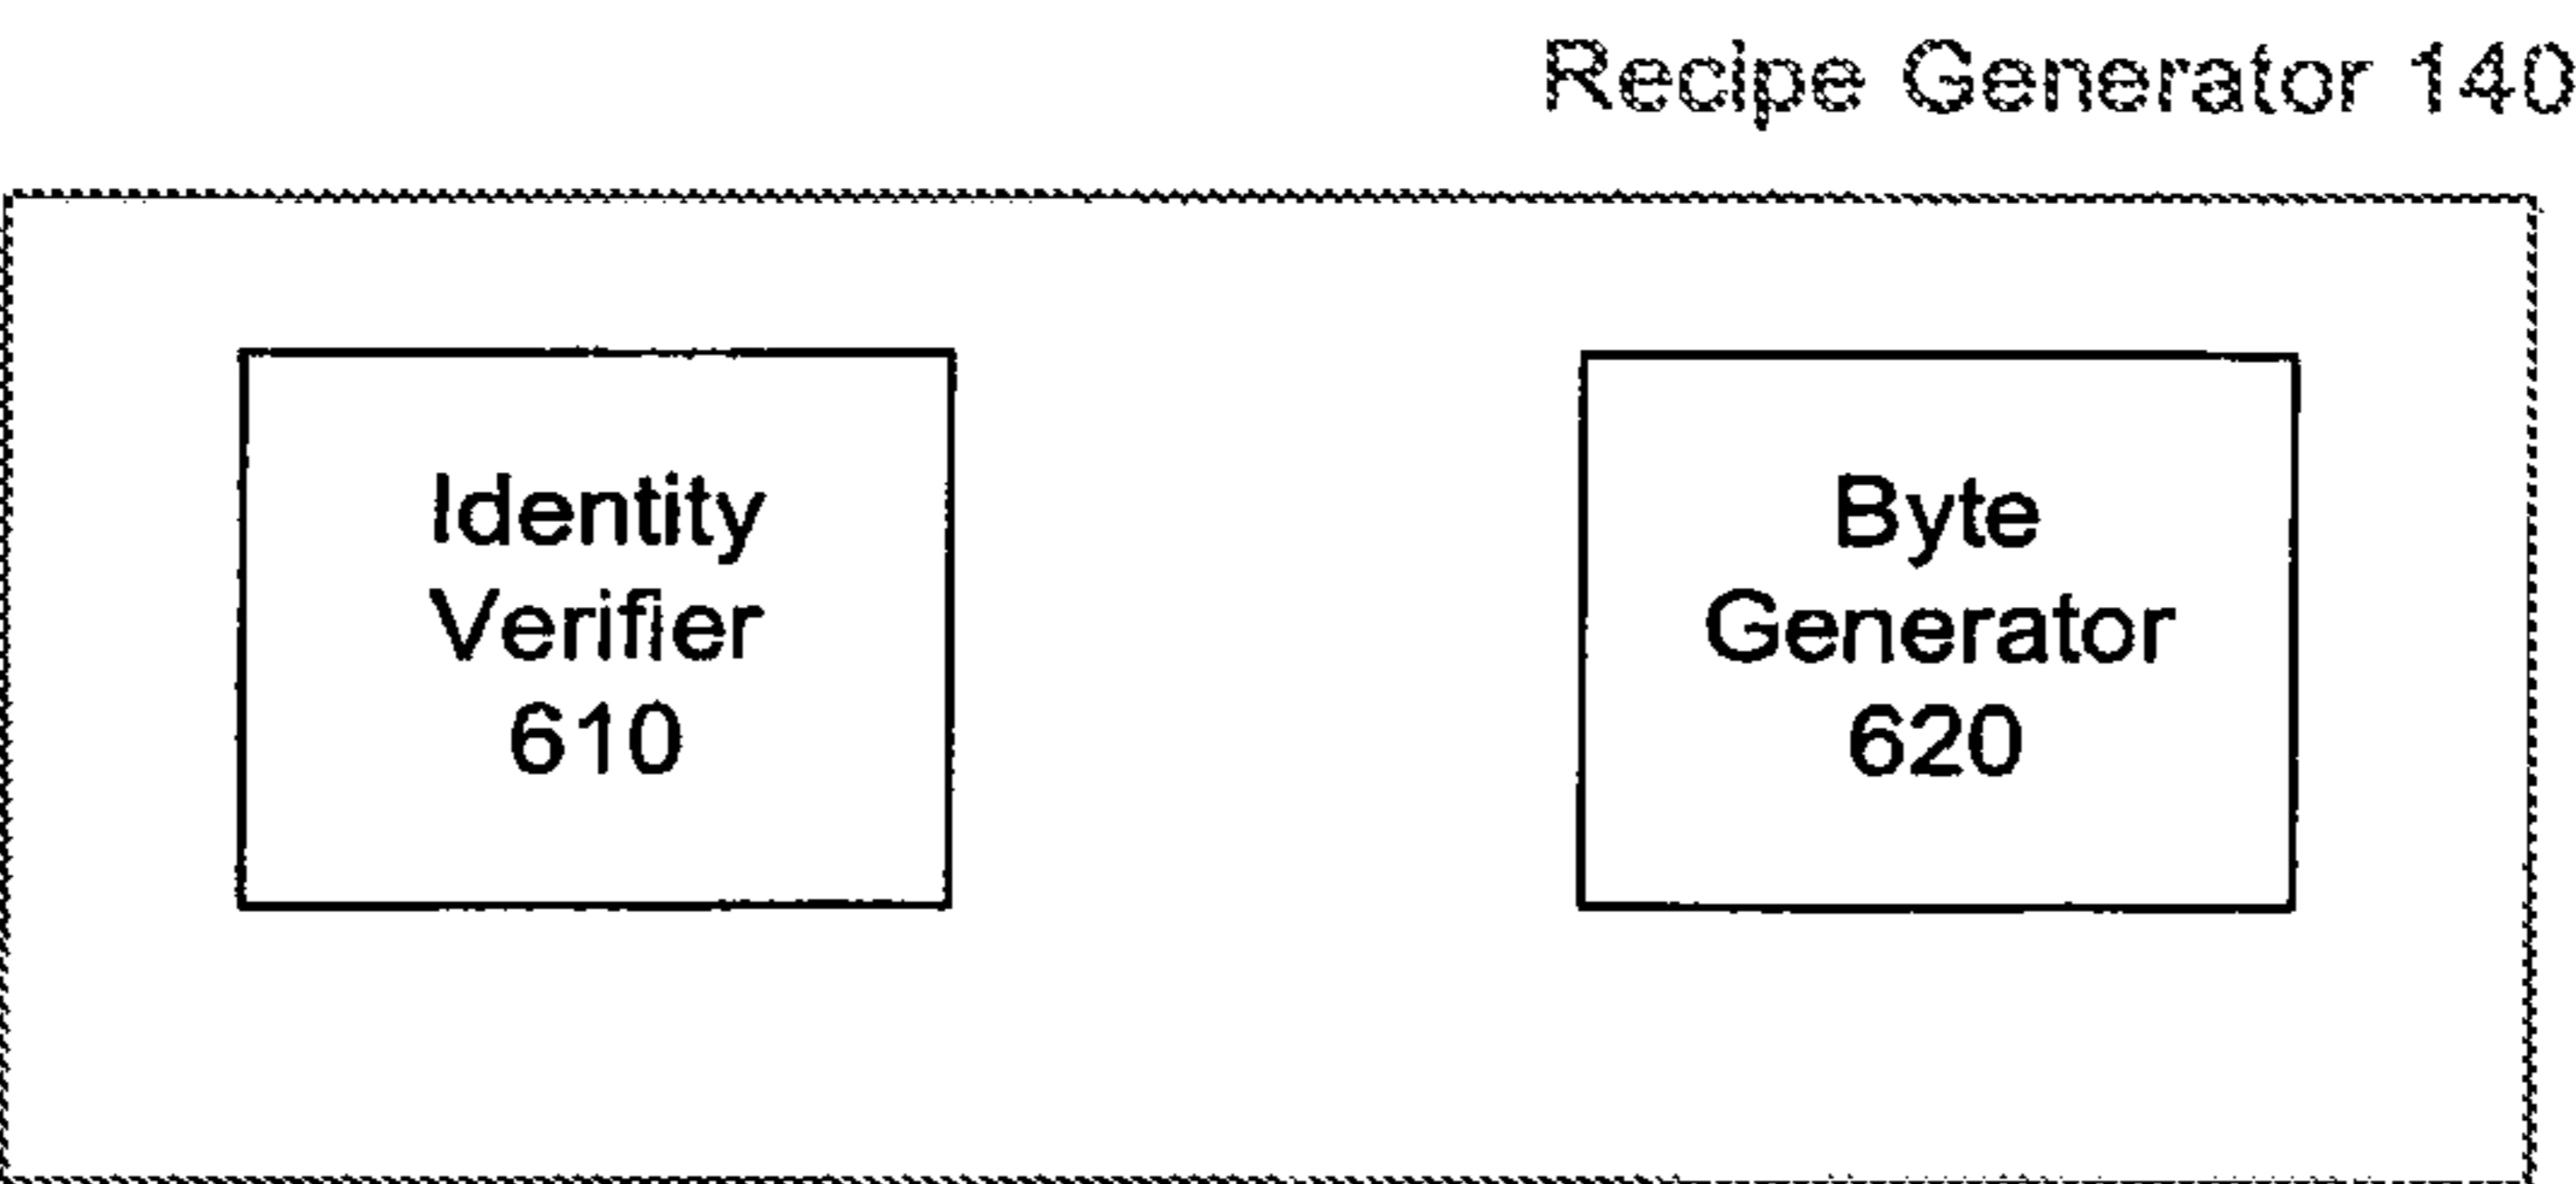 Recipe Generator 140
Identity
Verifier
610
Byte
Generator
620